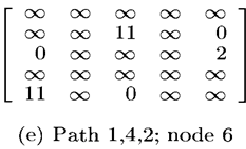 ∞ ∞ ∞ ∞ ∞
∞ ∞ 11 ∞ 0
0 ∞ ∞ ∞ 2
∞ ∞ ∞ ∞ ∞
11 ∞ 0 ∞ ∞
(e) Path 1,4,2; node 6